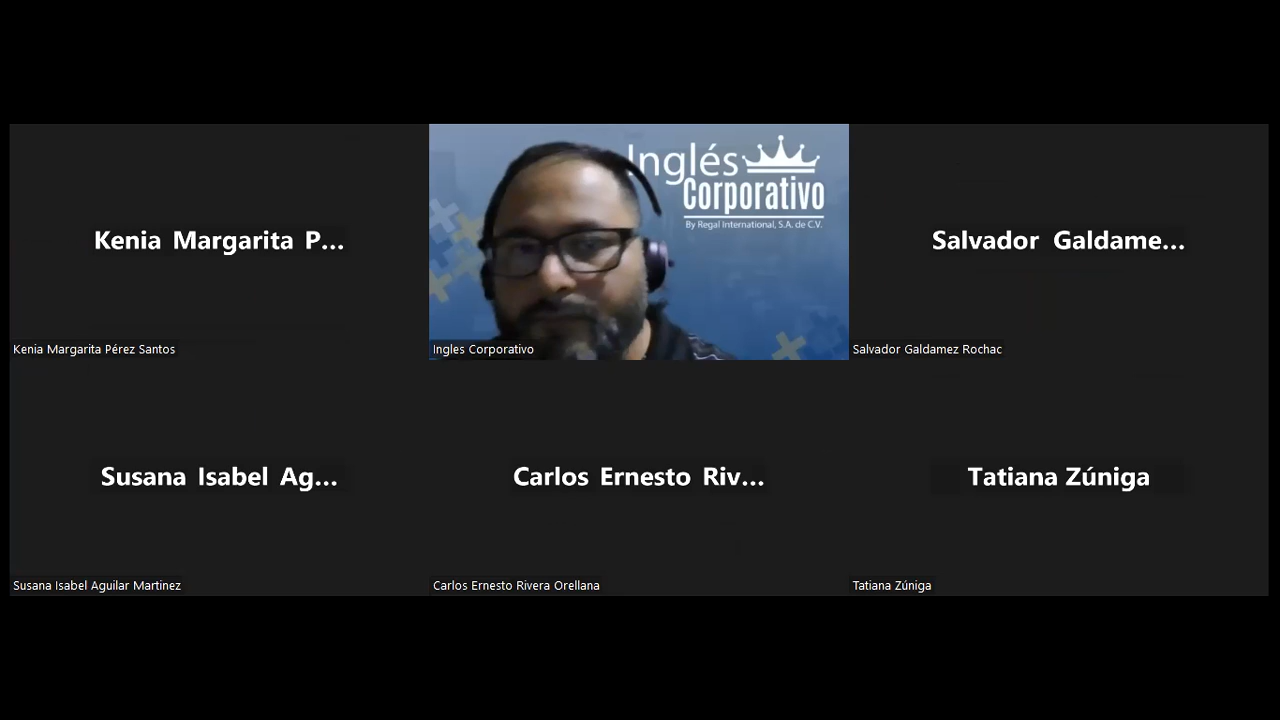 Kenia Margarita P...
Kenia Margarita Pérez Santos
Inglés
Corporativo
By Regal International, S.A. de C.V.
Ingles Corporativo
Salvador Galdame...
Salvador Galdamez Rochac
Susana Isabel Ag...
Susana Isabel Aguilar Martinez
Carlos Ernesto Riv...
Carlos Ernesto Rivera Orellana
Tatiana Zúniga
Tatiana Zúniga